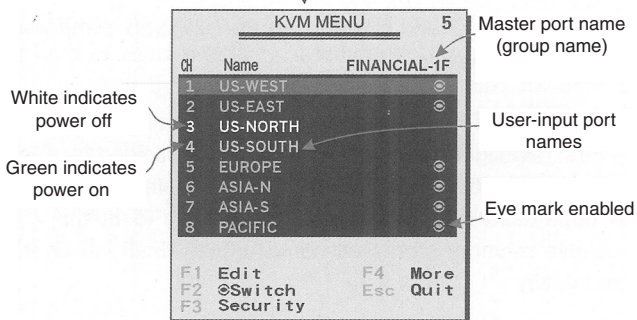 KVM MENU 5
Master port name
(group name)
CH Name FINANCIAL-1F
1 US-WEST
2 US-EAST
3 US-NORTH
4 US-SOUTH
5 EUROPE
6 ASIA-N
7 ASIA-S
8 PACIFIC
White indicates
power off
Green indicates
power on
User-input port
names
Eye mark enabled
F1 Edit F4 More
F2 Switch Esc Quit
F3 Security